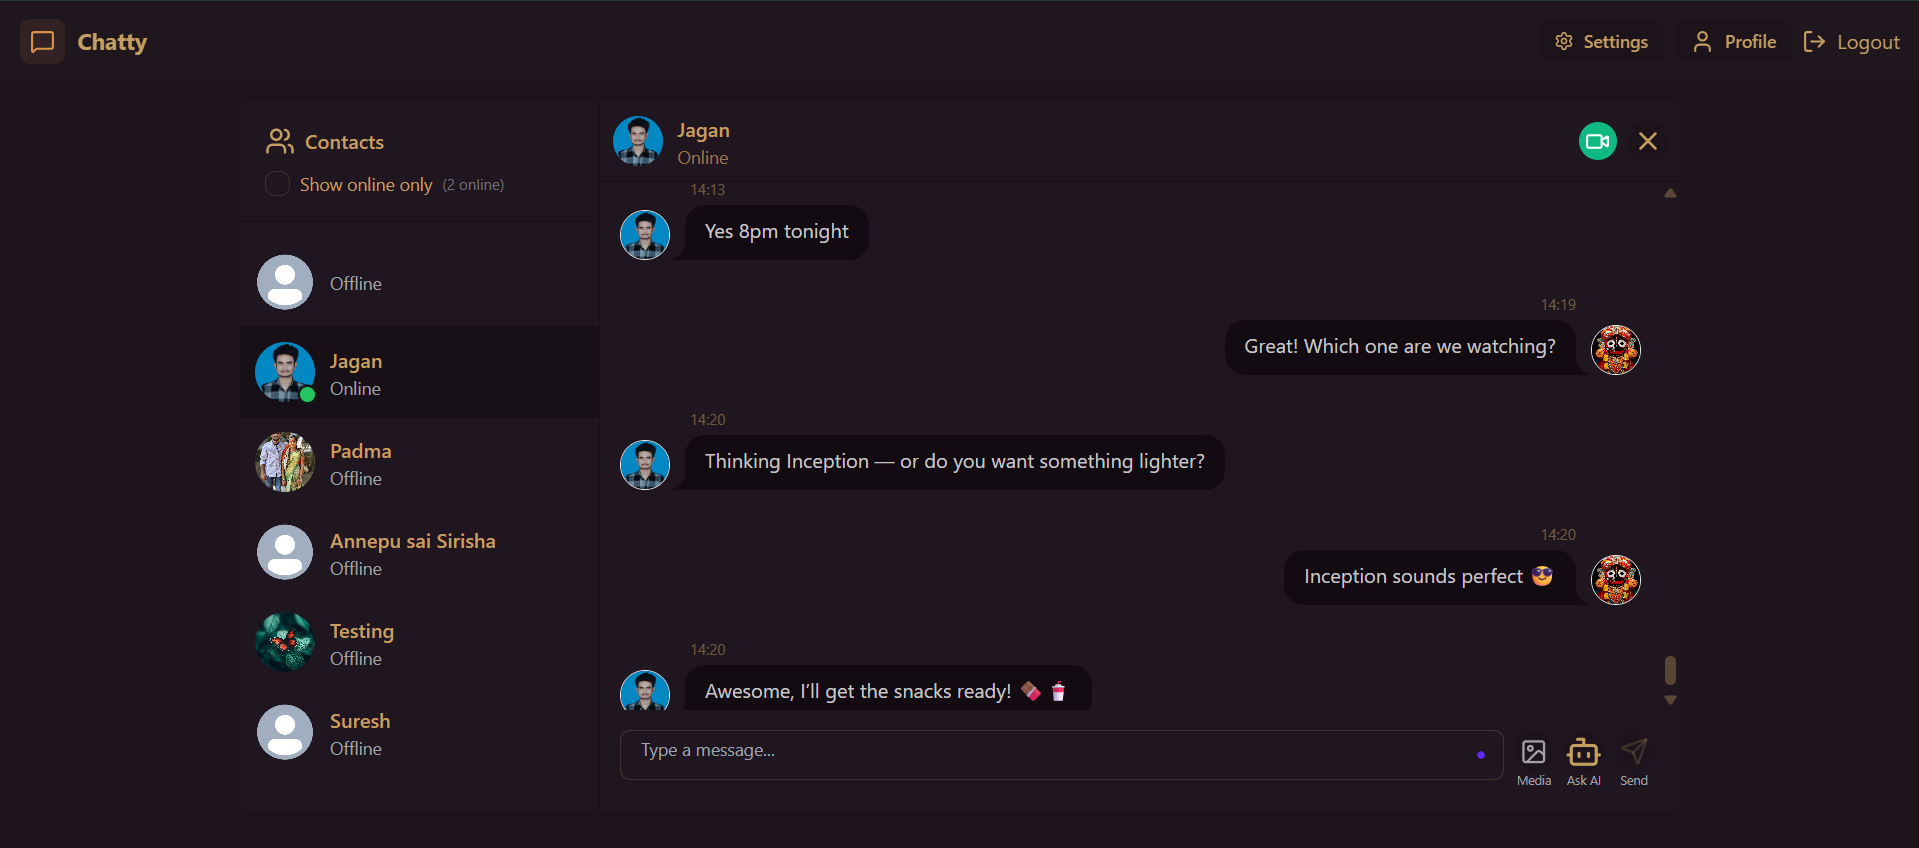 Chatty
Settings
Profile
Logout
Contacts
Show online only (2 online)
Offline
Jagan
Online
Padma
Offline
Annepu sai Sirisha
Offline
Testing
Offline
Suresh
Offline
Jagan
Online
14:13
Yes 8pm tonight
14:19
Great! Which one are we watching?
14:20
Thinking Inception — or do you want something lighter?
14:20
Inception sounds perfect 😎
14:20
Awesome, I’ll get the snacks ready! 🍫 🥤
Type a message...
Media
Ask AI
Send